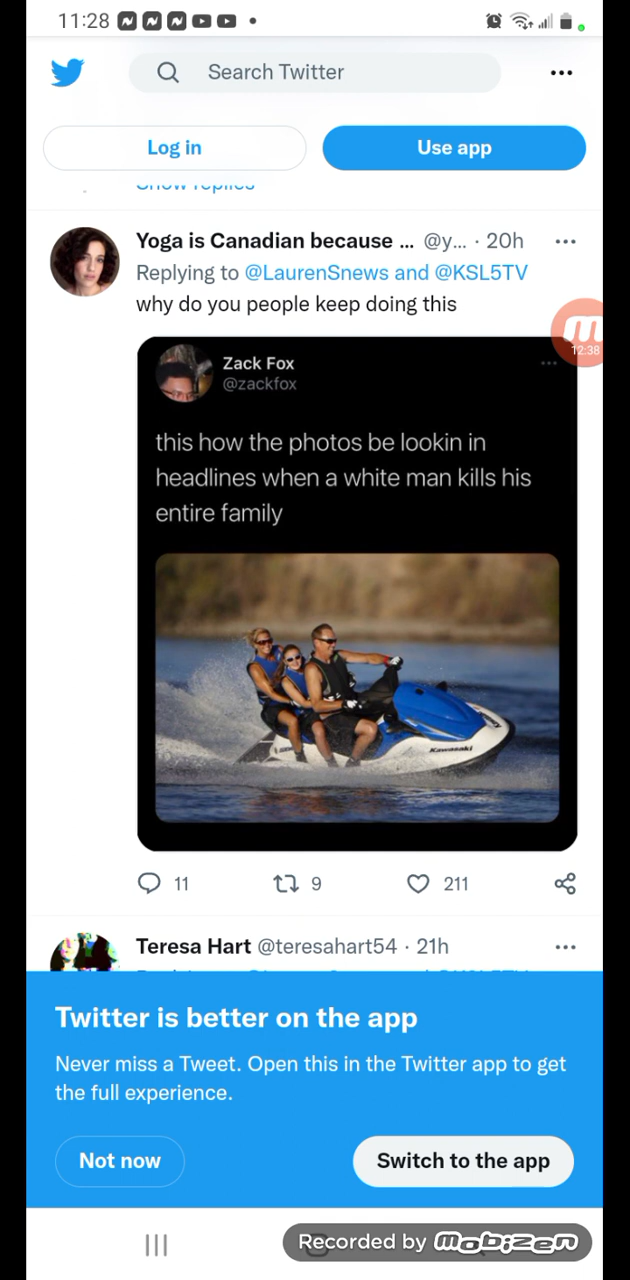 11:28
Search Twitter
Log in
Use app
Show replies
Yoga is Canadian because ... @y... · 20h
Replying to @LaurenSnews and @KSL5TV
why do you people keep doing this
12:38
Zack Fox
@zackfox
this how the photos be lookin in
headlines when a white man kills his
entire family
Kawasaki
11
9
211
Teresa Hart @teresahart54 · 21h
Twitter is better on the app
Never miss a Tweet. Open this in the Twitter app to get
the full experience.
Not now
Switch to the app
Recorded by mobizen